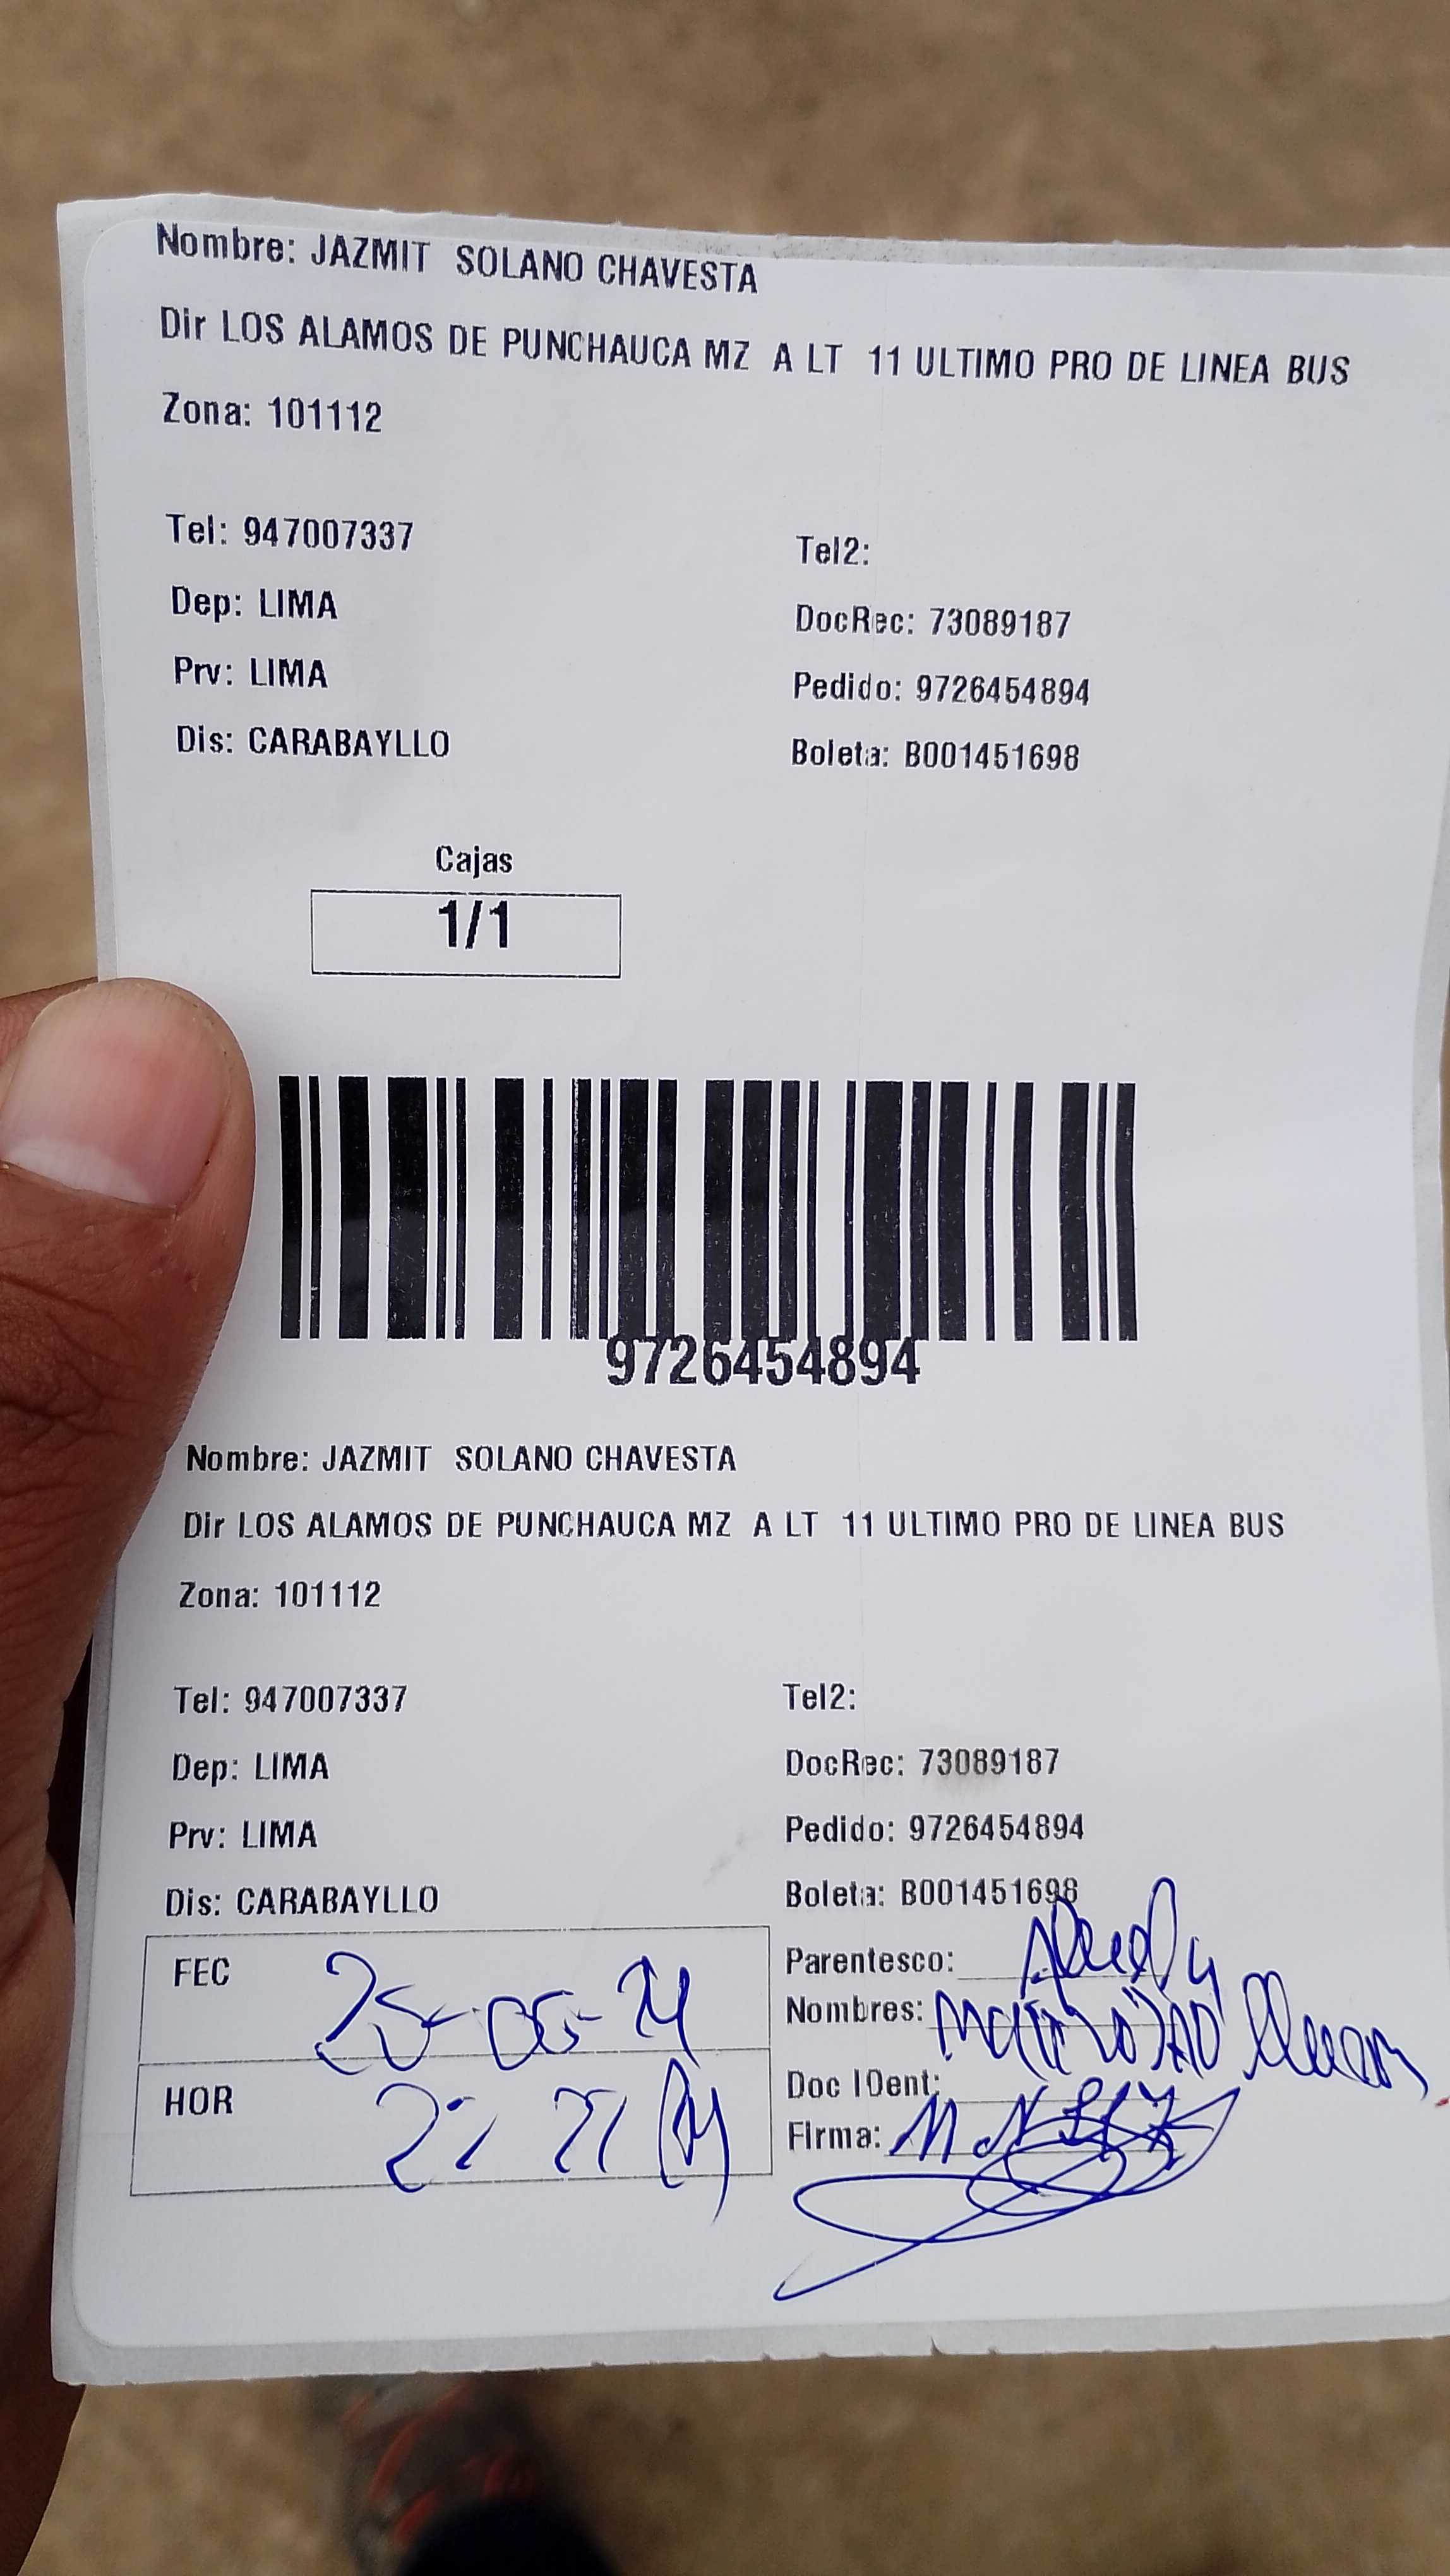 Nombre: JAZMIT SOLANO CHAVESTA
Dir LOS ALAMOS DE PUNCHAUCA MZ A LT 11 ULTIMO PRO DE LINEA BUS
Zona: 101112
Tel: 947007337 Tel2:
Dep: LIMA DocRec: 73089187
Prv: LIMA Pedido: 9726454894
Dis: CARABAYLLO Boleta: B001451698
Cajas
1/1
9726454894
Nombre: JAZMIT SOLANO CHAVESTA
Dir LOS ALAMOS DE PUNCHAUCA MZ A LT 11 ULTIMO PRO DE LINEA BUS
Zona: 101112
Tel: 947007337 Tel2:
Dep: LIMA DocRec: 73089187
Prv: LIMA Pedido: 9726454894
Dis: CARABAYLLO Boleta: B001451698
FEC 25-06-24 Parentesco:
Nombres:
HOR Doc IDent:
Firma: